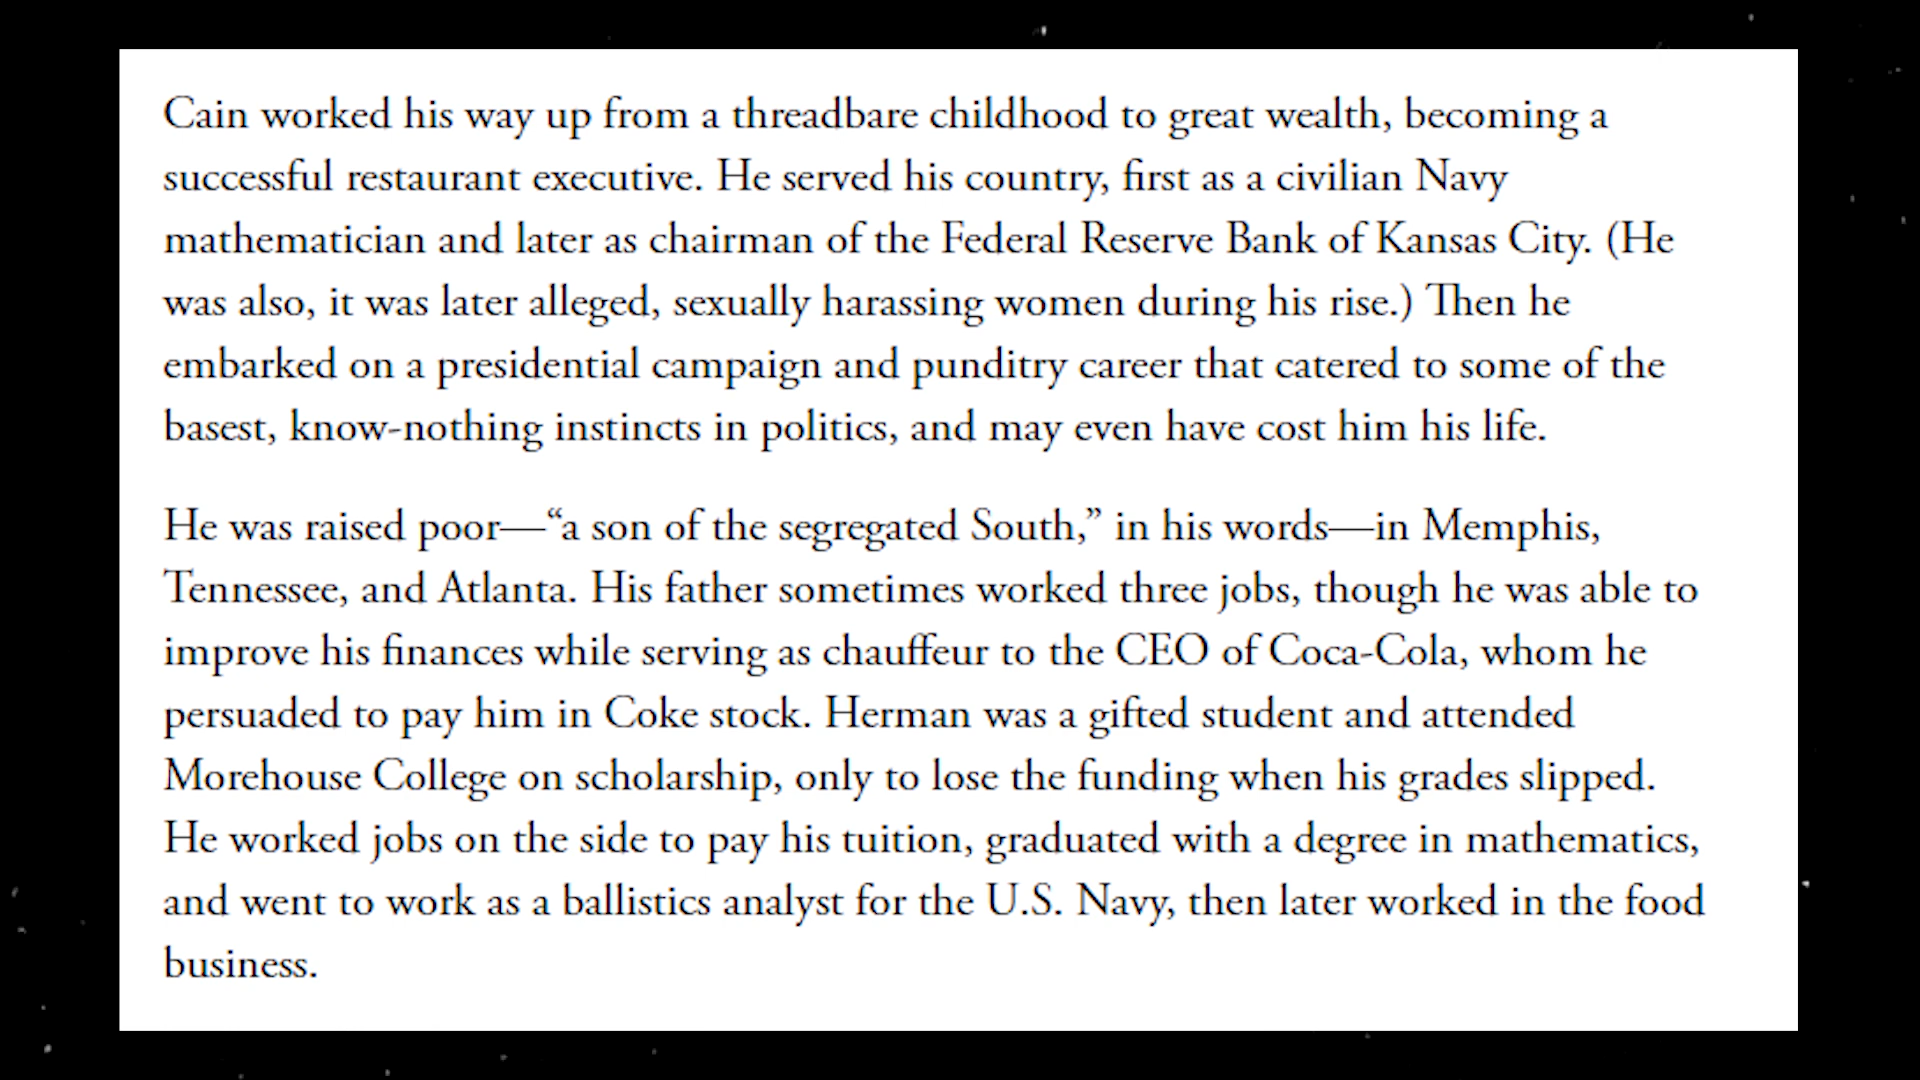 Cain worked his way up from a threadbare childhood to great wealth, becoming a
successful restaurant executive. He served his country, first as a civilian Navy
mathematician and later as chairman of the Federal Reserve Bank of Kansas City. (He
was also, it was later alleged, sexually harassing women during his rise.) Then he
embarked on a presidential campaign and punditry career that catered to some of the
basest, know-nothing instincts in politics, and may even have cost him his life.
He was raised poor—“a son of the segregated South,” in his words—in Memphis,
Tennessee, and Atlanta. His father sometimes worked three jobs, though he was able to
improve his finances while serving as chauffeur to the CEO of Coca-Cola, whom he
persuaded to pay him in Coke stock. Herman was a gifted student and attended
Morehouse College on scholarship, only to lose the funding when his grades slipped.
He worked jobs on the side to pay his tuition, graduated with a degree in mathematics,
and went to work as a ballistics analyst for the U.S. Navy, then later worked in the food
business.